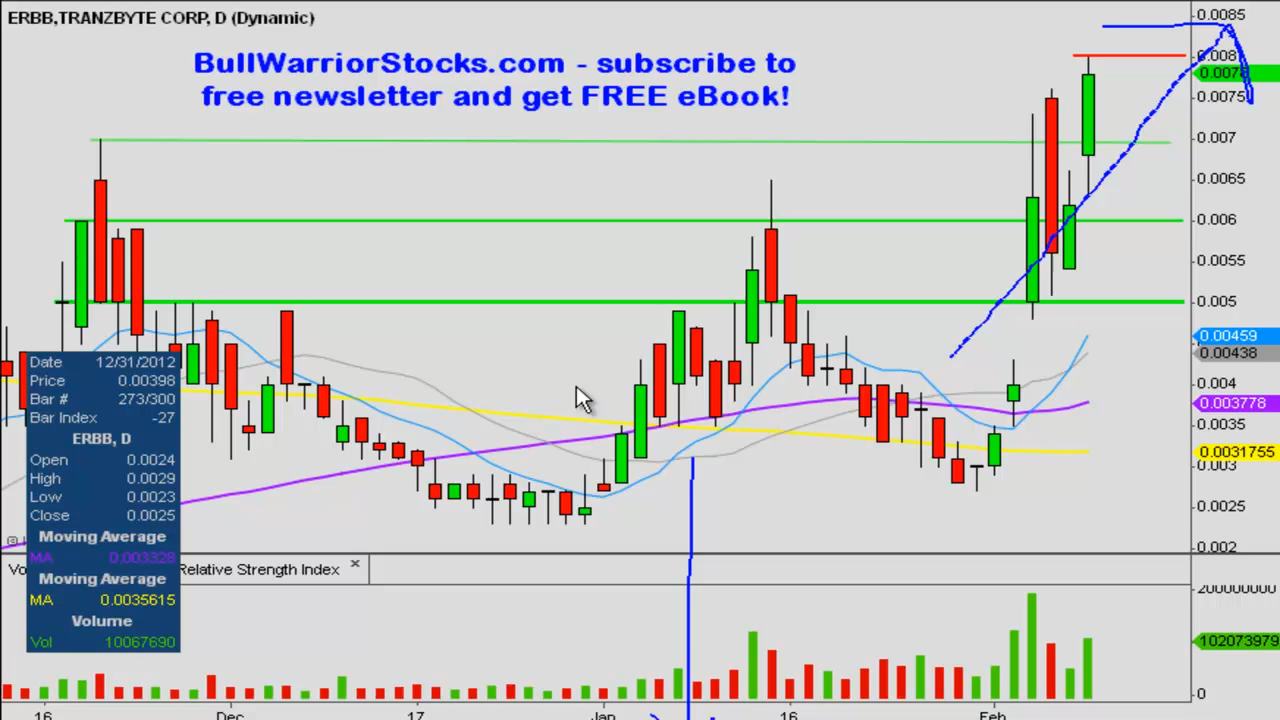 ERBB,TRANZBYTE CORP, D (Dynamic)
BullWarriorStocks.com - subscribe to
free newsletter and get FREE eBook!
0.0085
0.008
0.0078
0.0075
0.007
0.0065
0.006
0.0055
0.005
0.00459
0.00438
0.004
0.003778
0.0035
0.0031755
0.003
0.0025
0.002
Date 12/31/2012
Price 0.00398
Bar # 273/300
Bar Index -27
ERBB, D
Open 0.0024
High 0.0029
Low 0.0023
Close 0.0025
Moving Average
MA 0.003328
Moving Average
MA 0.0035615
Volume
Vol 10067690
Relative Strength Index
200000000
102073979
0
16 Dec 17 Jan 16 Feb